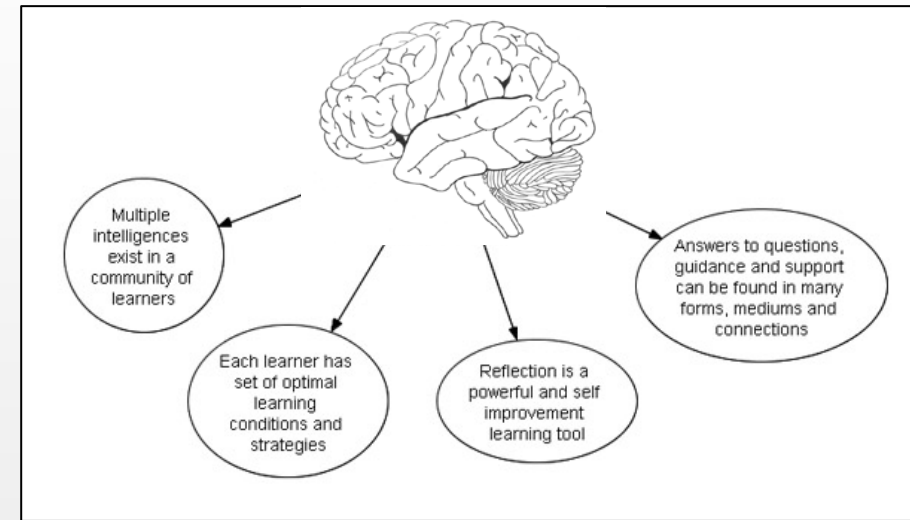 Multiple
intelligences
exist in a
community of
learners
Each learner has
set of optimal
learning
conditions and
strategies
Reflection is a
powerful and self
improvement
learning tool
Answers to questions,
guidance and support
can be found in many
forms, mediums and
connections